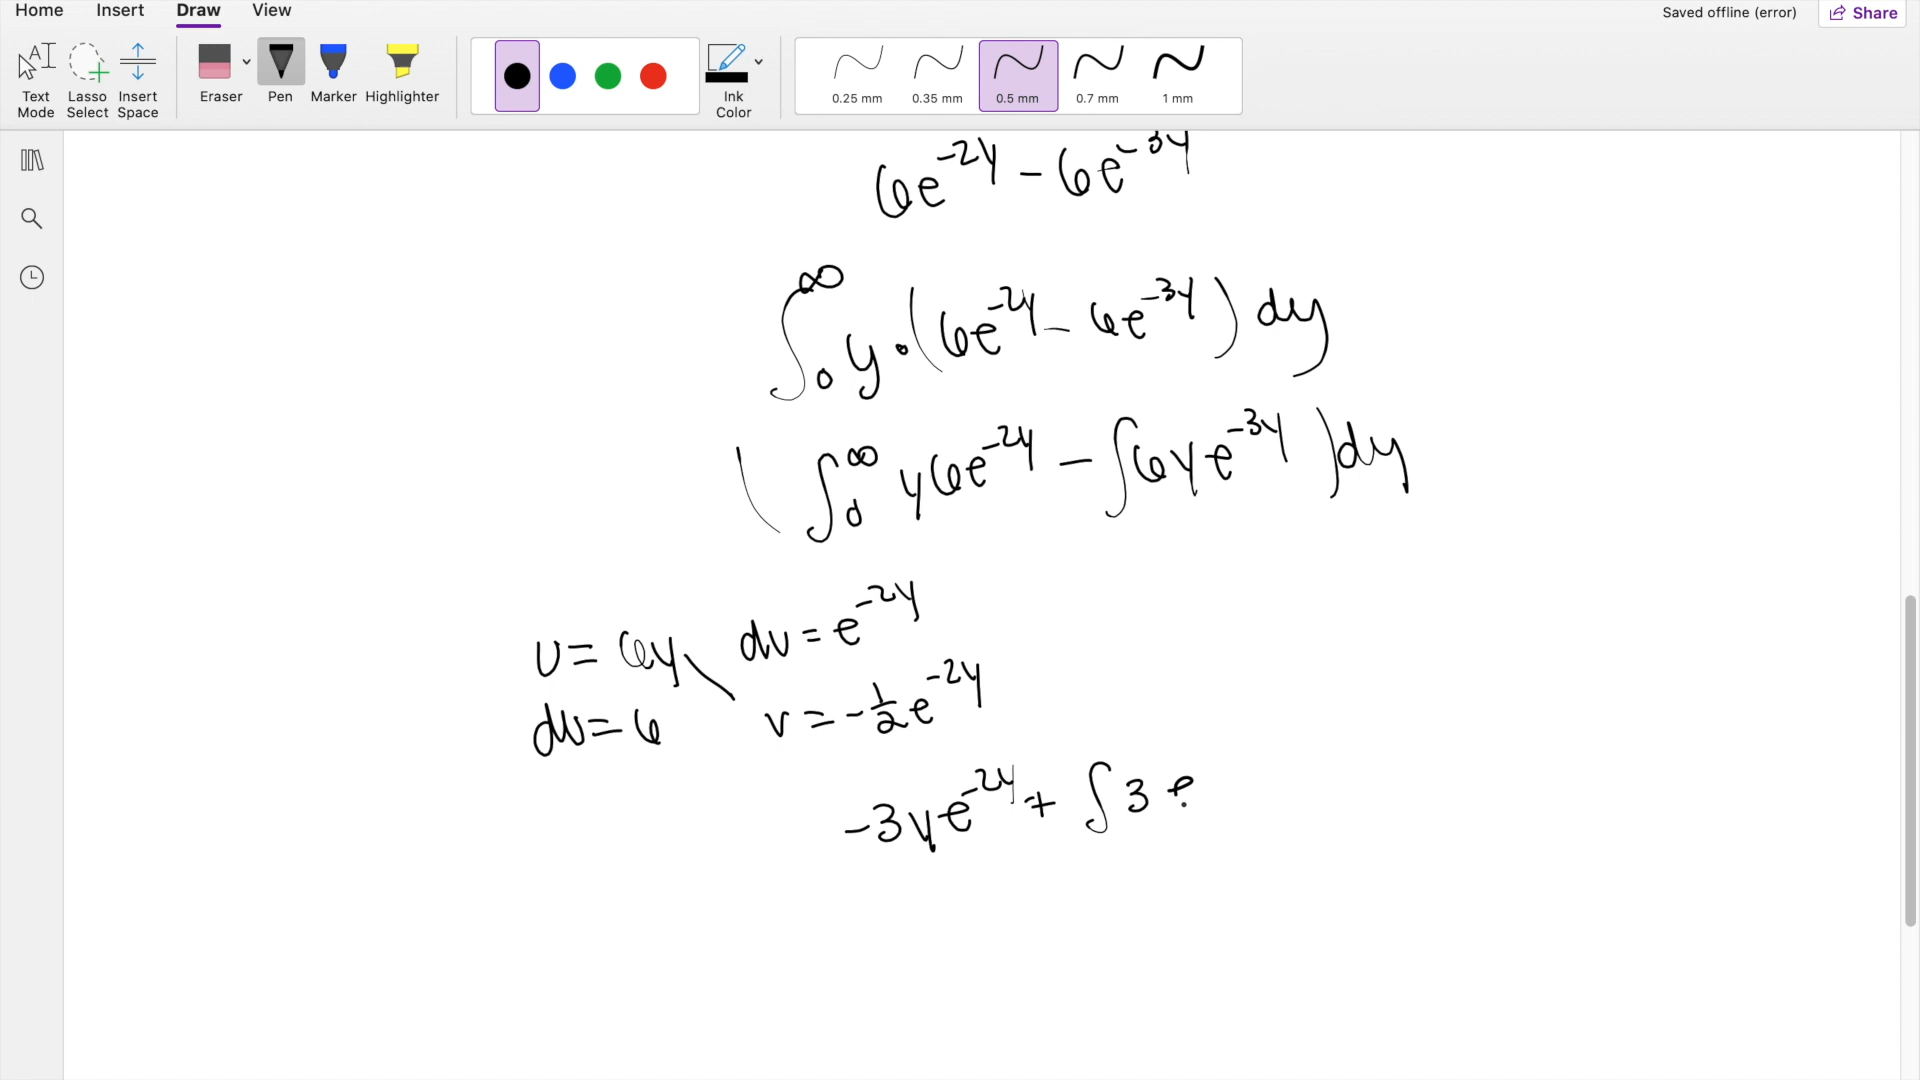 Home Insert Draw View
Saved offline (error) Share
Text Mode Lasso Select Insert Space Eraser Pen Marker Highlighter Ink Color 0.25 mm 0.35 mm 0.5 mm 0.7 mm 1 mm
6e^{-2y} - 6e^{-3y}
∫_0^∞ y·(6e^{-2y} - 6e^{-3y}) dy
(∫_0^∞ y6e^{-2y} - ∫6ye^{-3y})dy
u = 6y dv = e^{-2y}
du = 6 v = -1/2 e^{-2y}
-3ye^{-2y} + ∫3e